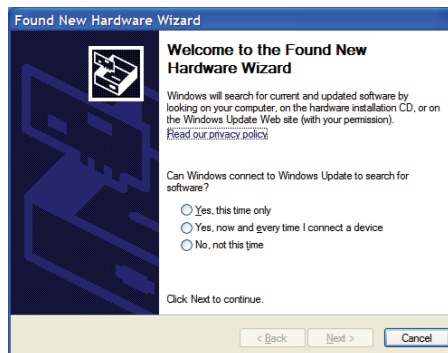 Found New Hardware Wizard
Welcome to the Found New
Hardware Wizard
Windows will search for current and updated software by
looking on your computer, on the hardware installation CD, or on
the Windows Update Web site (with your permission).
Read our privacy policy
Can Windows connect to Windows Update to search for
software?
Yes, this time only
Yes, now and every time I connect a device
No, not this time
Click Next to continue.
< Back
Next >
Cancel